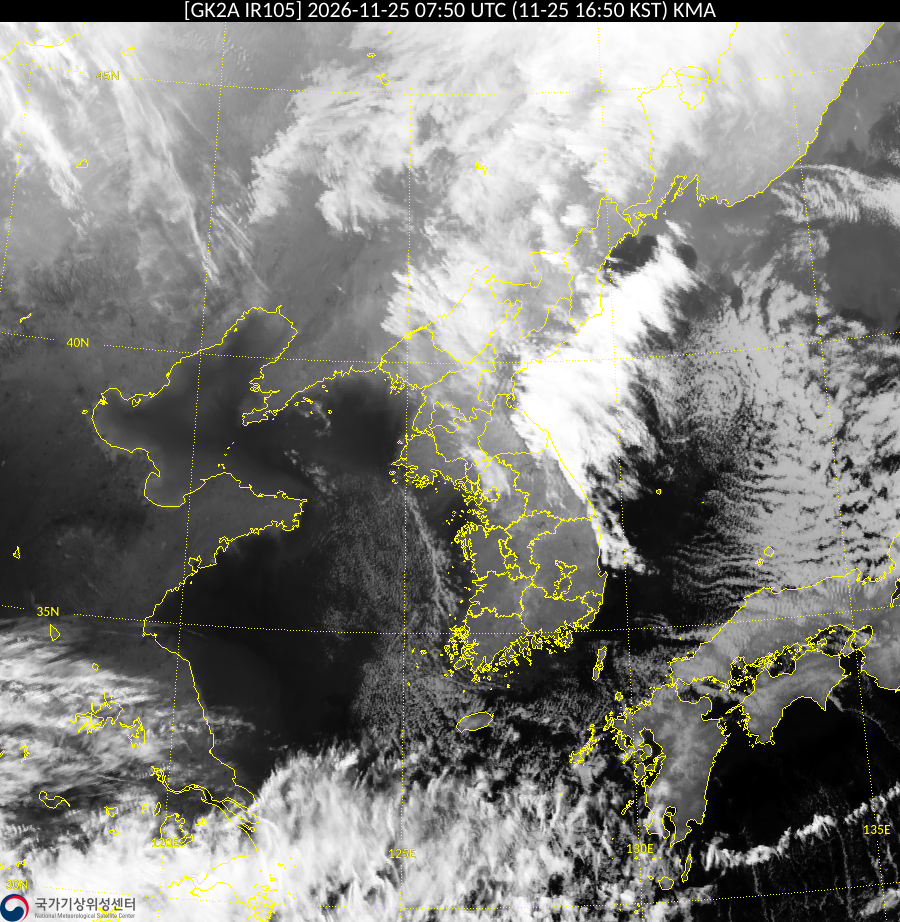 [GK2A IR105] 2026-11-25 07:50 UTC (11-25 16:50 KST) KMA
45N
40N
35N
120E
125E
130E
135E
30N
국가기상위성센터
National Meteorological Satellite Center